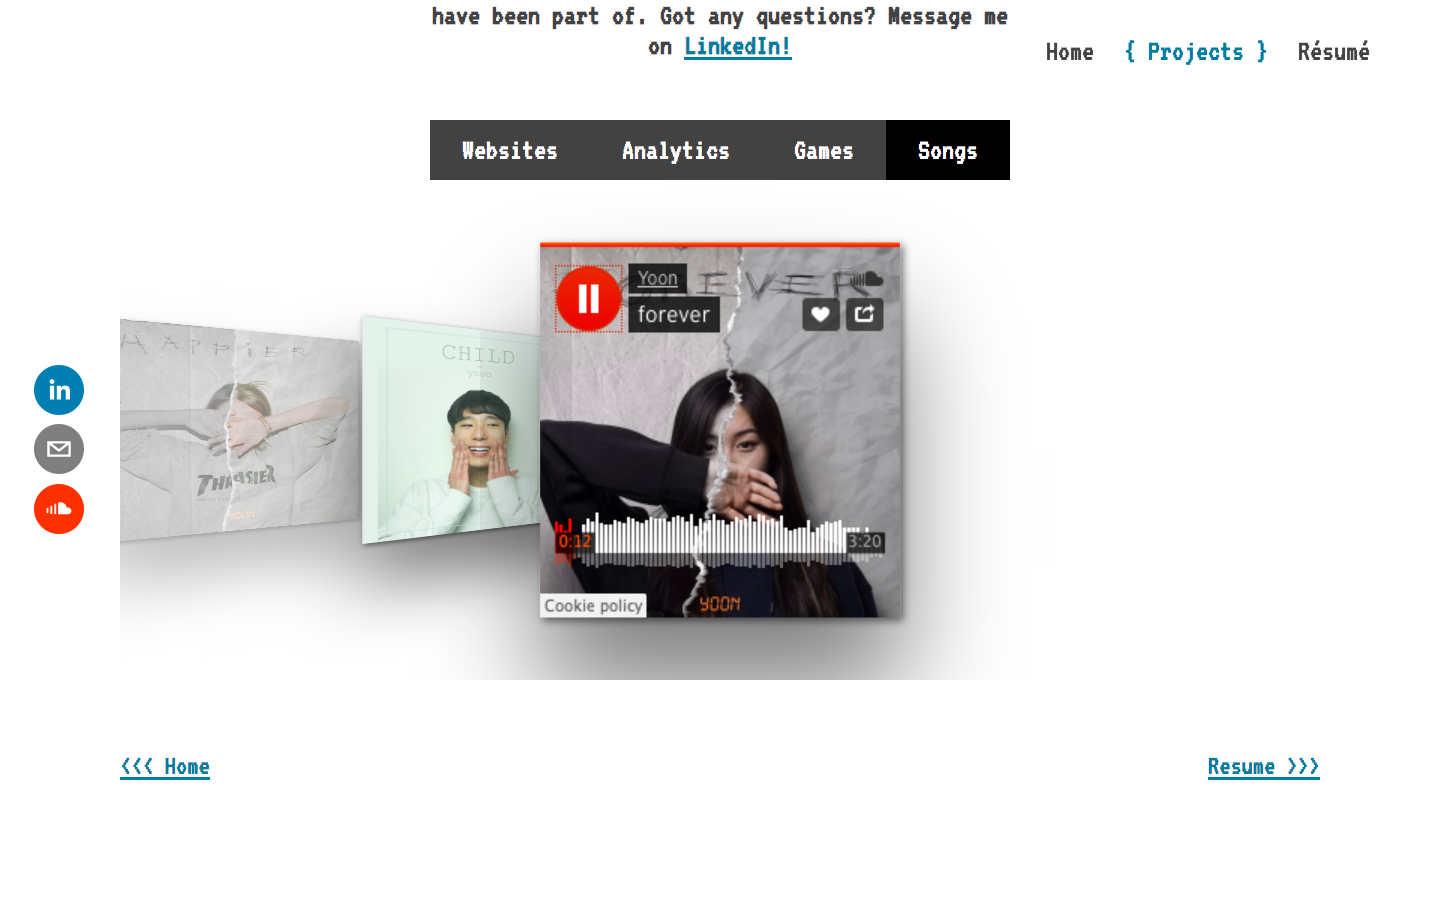 have been part of. Got any questions? Message me
on LinkedIn!
Home { Projects } Résumé
Websites Analytics Games Songs
FOREVER
Yoon
forever
HAPPIER
CHILD
yoon
THRASHER
YOON
0:12
3:20
Cookie policy
YOON
<<< Home
Resume >>>